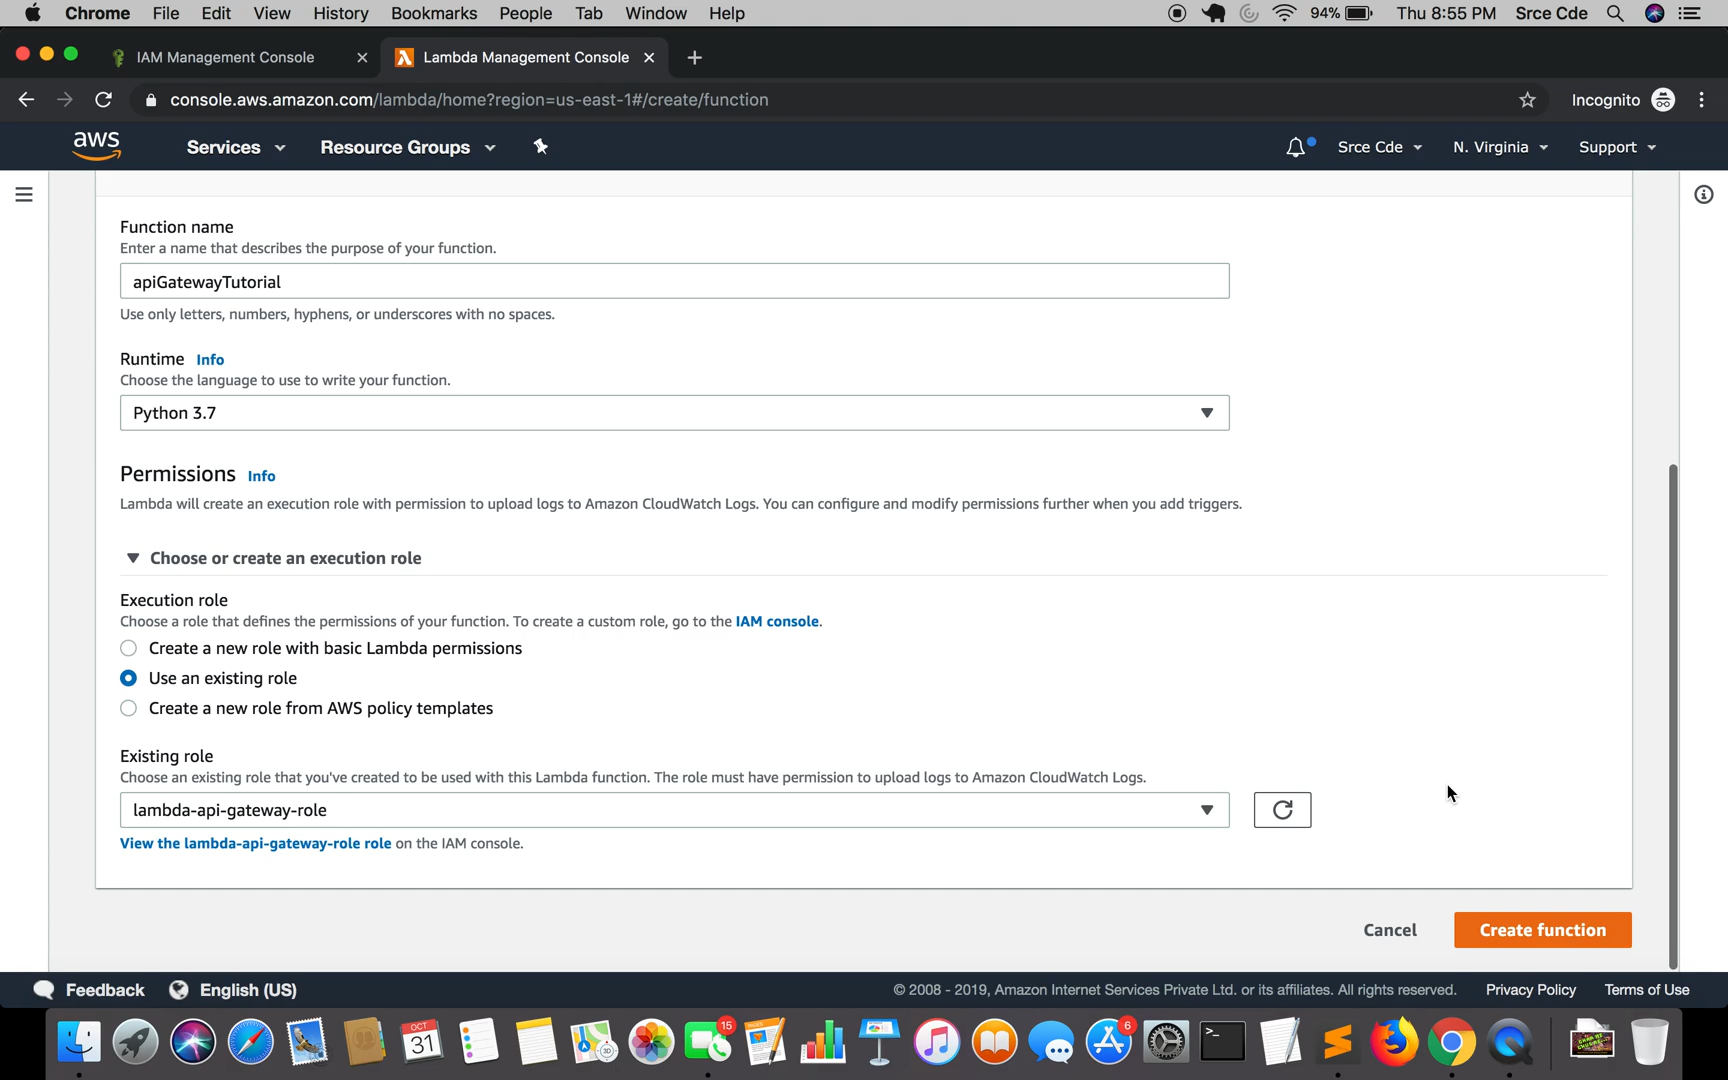 Chrome File Edit View History Bookmarks People Tab Window Help 94% Thu 8:55 PM Srce Cde
IAM Management Console Lambda Management Console
console.aws.amazon.com/lambda/home?region=us-east-1#/create/function Incognito
aws Services Resource Groups Srce Cde N. Virginia Support
Function name
Enter a name that describes the purpose of your function.
apiGatewayTutorial
Use only letters, numbers, hyphens, or underscores with no spaces.
Runtime Info
Choose the language to use to write your function.
Python 3.7
Permissions Info
Lambda will create an execution role with permission to upload logs to Amazon CloudWatch Logs. You can configure and modify permissions further when you add triggers.
Choose or create an execution role
Execution role
Choose a role that defines the permissions of your function. To create a custom role, go to the IAM console.
Create a new role with basic Lambda permissions
Use an existing role
Create a new role from AWS policy templates
Existing role
Choose an existing role that you've created to be used with this Lambda function. The role must have permission to upload logs to Amazon CloudWatch Logs.
lambda-api-gateway-role
View the lambda-api-gateway-role role on the IAM console.
Cancel Create function
Feedback English (US) © 2008 - 2019, Amazon Internet Services Private Ltd. or its affiliates. All rights reserved. Privacy Policy Terms of Use
OCT 31 3D 15 PAGES 6 >_